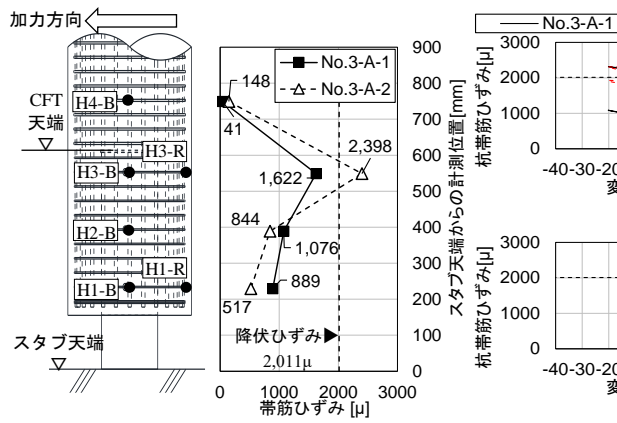 加力方向
CFT
天端
H4-B
H3-R
H3-B
H2-B
H1-R
H1-B
スタブ天端
No.3-A-1
No.3-A-2
148
41
2,398
1,622
844
1,076
889
517
降伏ひずみ
2,011μ
0 1000 2000 3000
帯筋ひずみ [μ]
900
800
700
600
500
400
300
200
100
0
スタブ天端からの計測位置[mm]
No.3-A-1
3000
2000
1000
0
杭帯筋ひずみ[μ]
-40-30-20
変
3000
2000
1000
0
杭帯筋ひずみ[μ]
-40-30-20
変